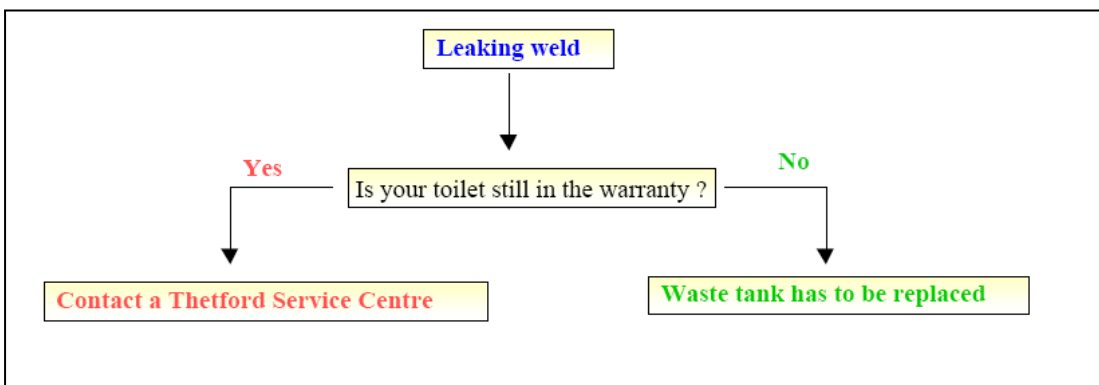 Leaking weld
Yes
No
Is your toilet still in the warranty ?
Contact a Thetford Service Centre
Waste tank has to be replaced